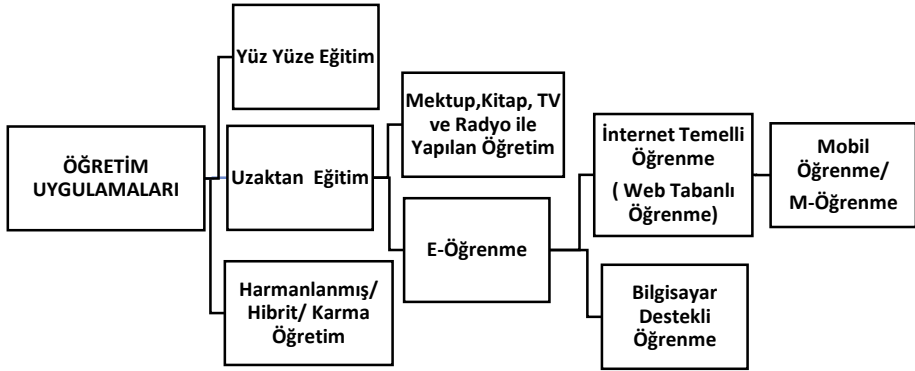 Yüz Yüze Eğitim
Mektup,Kitap, TV
ve Radyo ile
Yapılan Öğretim
İnternet Temelli
Öğrenme
( Web Tabanlı
Öğrenme)
Mobil
Öğrenme/
M-Öğrenme
ÖĞRETİM
UYGULAMALARI
Uzaktan Eğitim
E-Öğrenme
Harmanlanmış/
Hibrit/ Karma
Öğretim
Bilgisayar
Destekli
Öğrenme